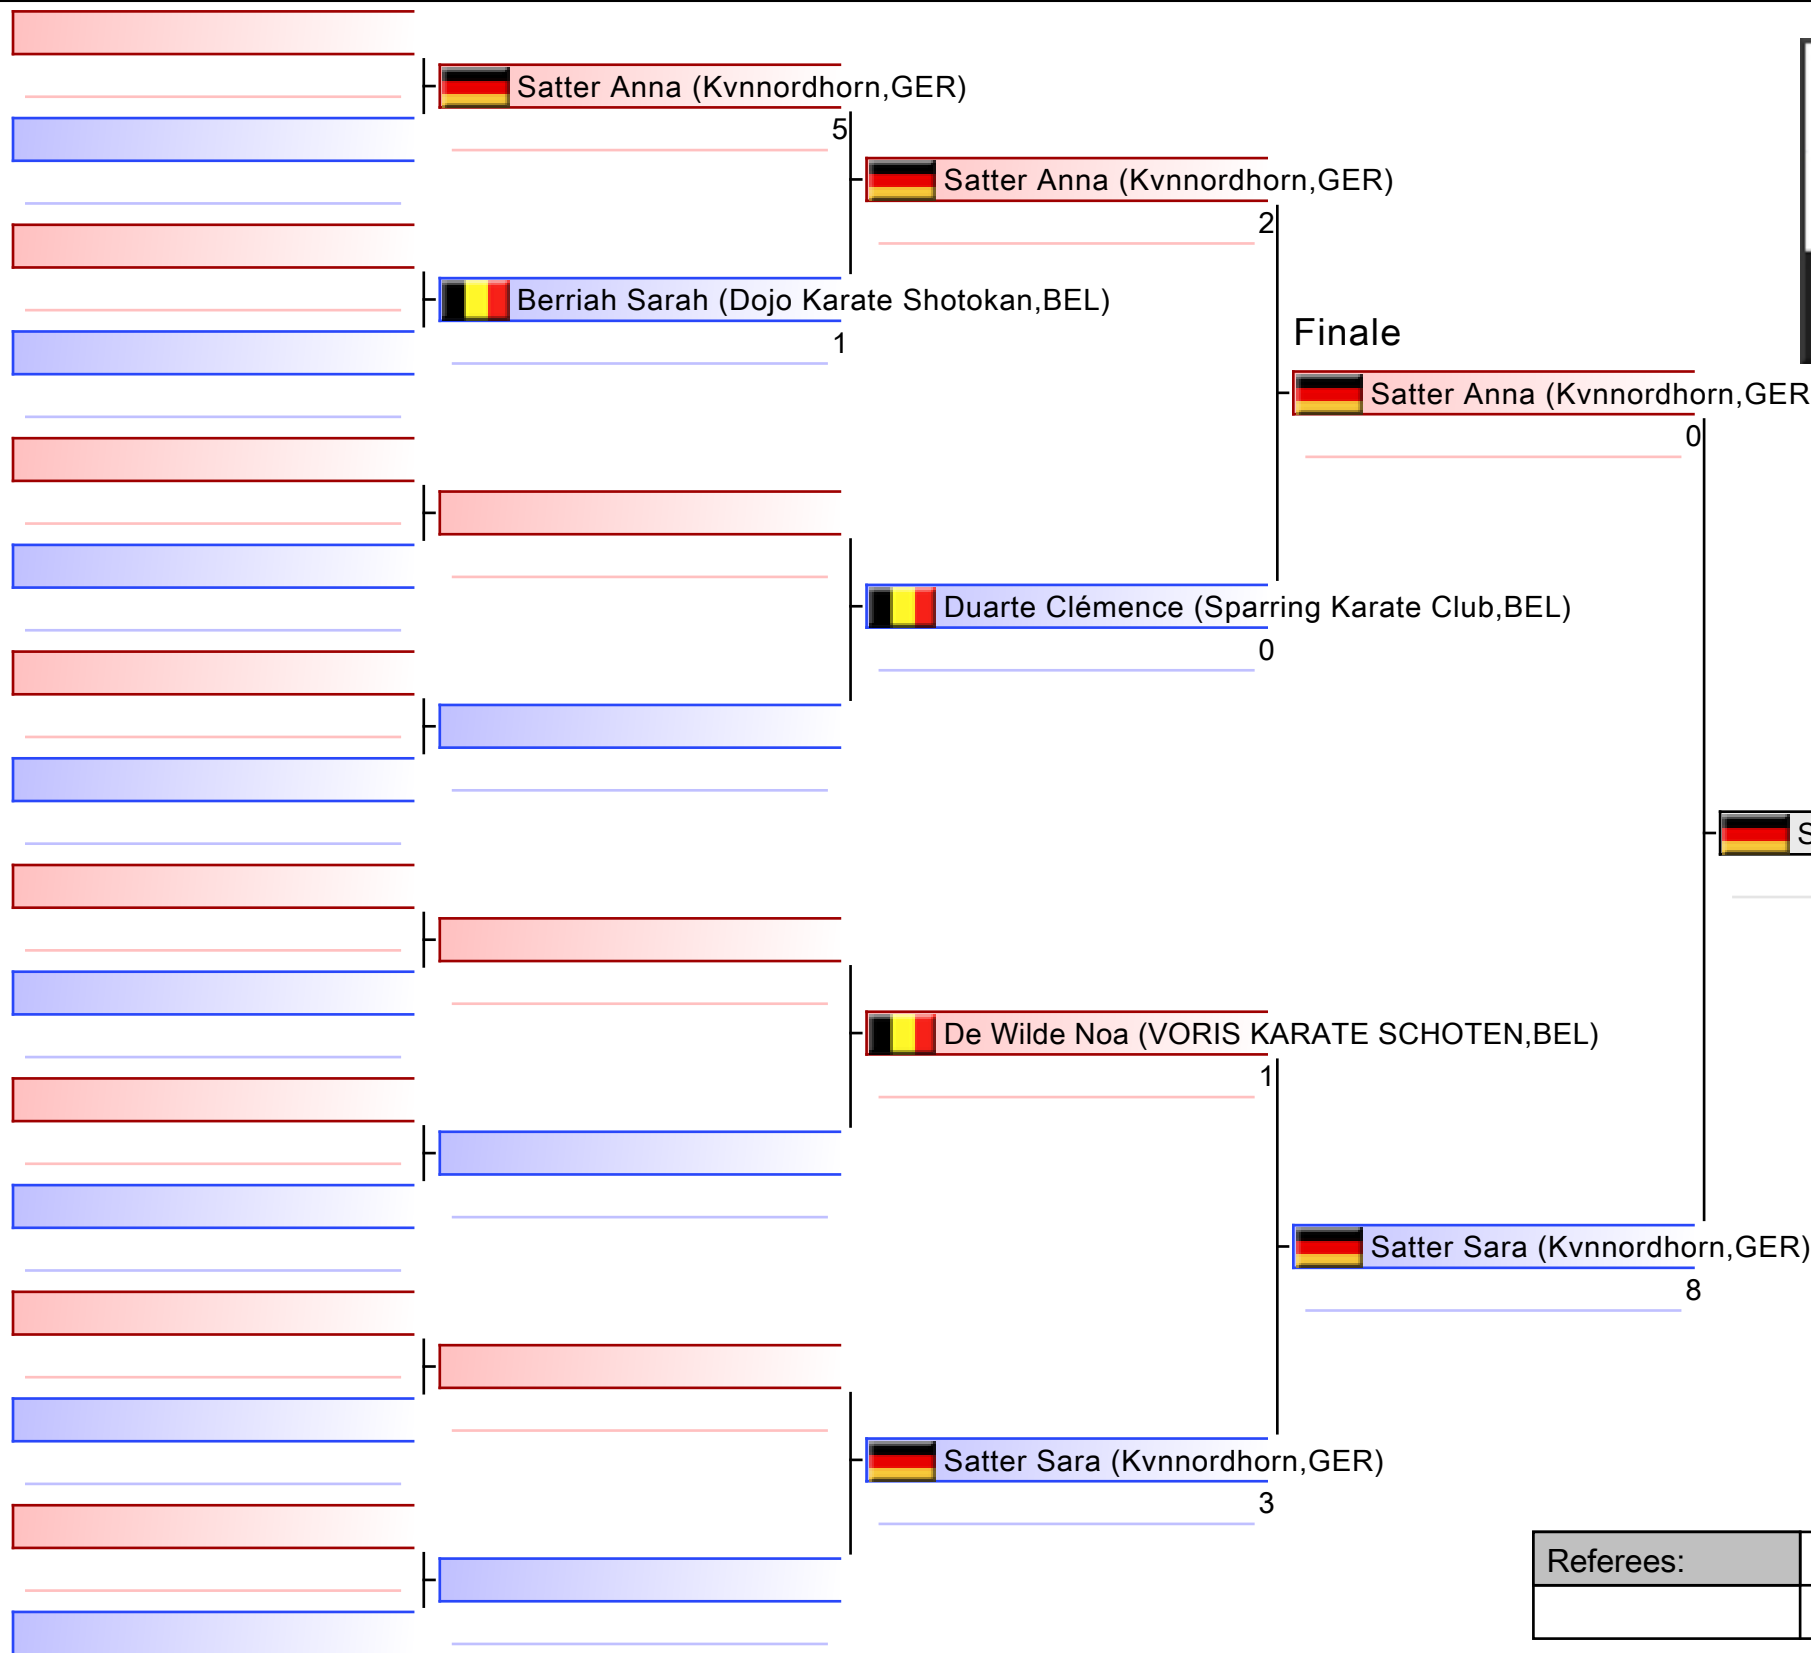 Satter Anna (Kvnnordhorn,GER)
5
Satter Anna (Kvnnordhorn,GER)
2
Berriah Sarah (Dojo Karate Shotokan,BEL)
1
Finale
Satter Anna (Kvnnordhorn,GER
0
Duarte Clémence (Sparring Karate Club,BEL)
0
S
De Wilde Noa (VORIS KARATE SCHOTEN,BEL)
1
Satter Sara (Kvnnordhorn,GER)
8
Satter Sara (Kvnnordhorn,GER)
3
Referees: